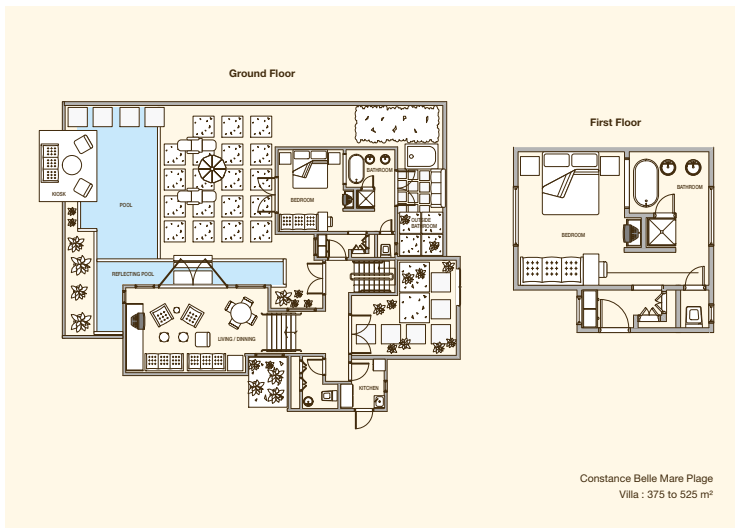 Ground Floor
First Floor
KIOSK
POOL
BEDROOM
BATHROOM
OUTSIDE
BATHROOM
REFLECTING POOL
LIVING / DINNING
KITCHEN
BEDROOM
BATHROOM
Constance Belle Mare Plage
Villa : 375 to 525 m²